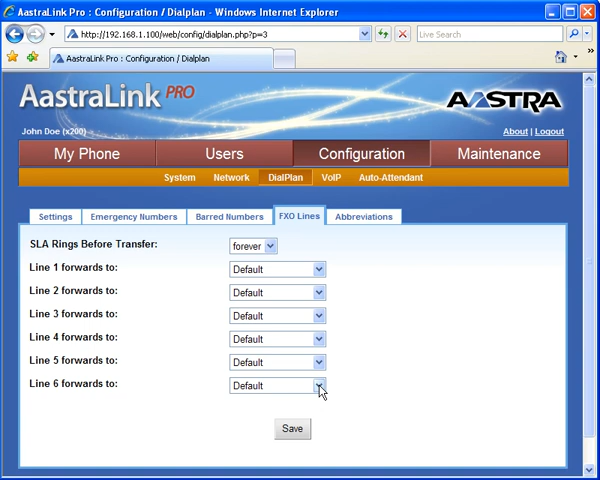 AastraLink Pro : Configuration / Dialplan - Windows Internet Explorer
http://192.168.1.100/web/config/dialplan.php?p=3
Live Search
AastraLink Pro : Configuration / Dialplan
AastraLink PRO
AASTRA
John Doe (x200)
About | Logout
My Phone Users Configuration Maintenance
System Network DialPlan VoIP Auto-Attendant
Settings Emergency Numbers Barred Numbers FXO Lines Abbreviations
SLA Rings Before Transfer: forever
Line 1 forwards to: Default
Line 2 forwards to: Default
Line 3 forwards to: Default
Line 4 forwards to: Default
Line 5 forwards to: Default
Line 6 forwards to: Default
Save